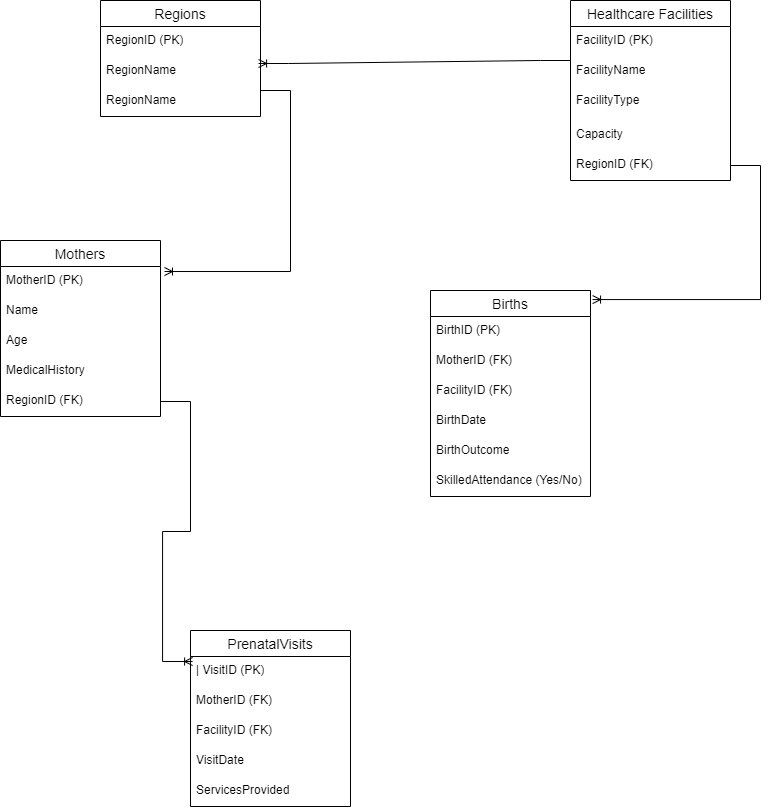 Regions
RegionID (PK)
RegionName
RegionName
Healthcare Facilities
FacilityID (PK)
FacilityName
FacilityType
Capacity
RegionID (FK)
Mothers
MotherID (PK)
Name
Age
MedicalHistory
RegionID (FK)
Births
BirthID (PK)
MotherID (FK)
FacilityID (FK)
BirthDate
BirthOutcome
SkilledAttendance (Yes/No)
PrenatalVisits
| VisitID (PK)
MotherID (FK)
FacilityID (FK)
VisitDate
ServicesProvided